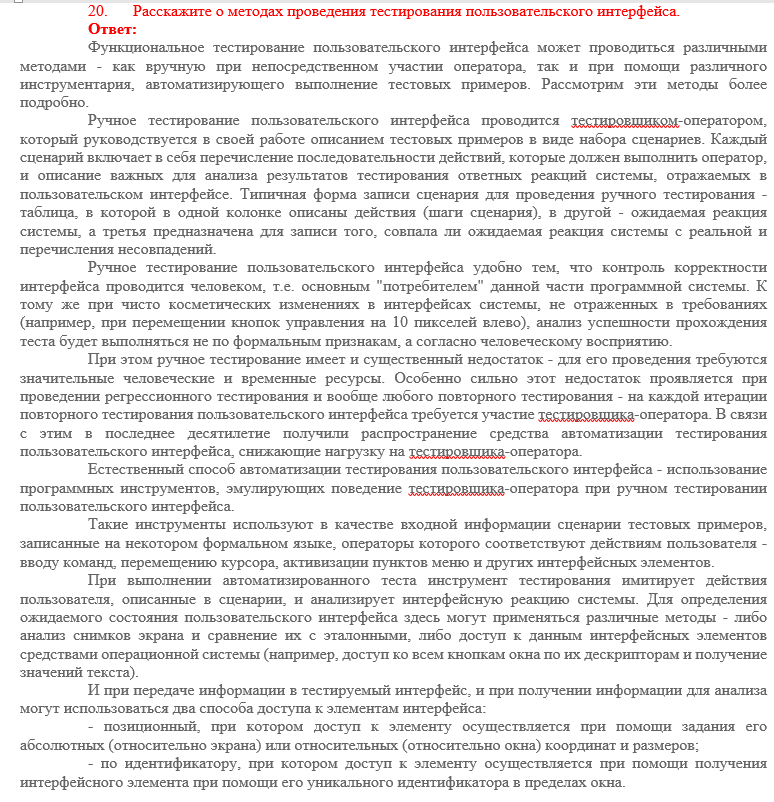 20. Расскажите о методах проведения тестирования пользовательского интерфейса.
Ответ:
Функциональное тестирование пользовательского интерфейса может проводиться различными
методами - как вручную при непосредственном участии оператора, так и при помощи различного
инструментария, автоматизирующего выполнение тестовых примеров. Рассмотрим эти методы более
подробно.
Ручное тестирование пользовательского интерфейса проводится тестировщиком-оператором,
который руководствуется в своей работе описанием тестовых примеров в виде набора сценариев. Каждый
сценарий включает в себя перечисление последовательности действий, которые должен выполнить оператор,
и описание важных для анализа результатов тестирования ответных реакций системы, отражаемых в
пользовательском интерфейсе. Типичная форма записи сценария для проведения ручного тестирования -
таблица, в которой в одной колонке описаны действия (шаги сценария), в другой - ожидаемая реакция
системы, а третья предназначена для записи того, совпала ли ожидаемая реакция системы с реальной и
перечисления несовпадений.
Ручное тестирование пользовательского интерфейса удобно тем, что контроль корректности
интерфейса проводится человеком, т.е. основным "потребителем" данной части программной системы. К
тому же при чисто косметических изменениях в интерфейсах системы, не отраженных в требованиях
(например, при перемещении кнопок управления на 10 пикселей влево), анализ успешности прохождения
теста будет выполняться не по формальным признакам, а согласно человеческому восприятию.
При этом ручное тестирование имеет и существенный недостаток - для его проведения требуются
значительные человеческие и временные ресурсы. Особенно сильно этот недостаток проявляется при
проведении регрессионного тестирования и вообще любого повторного тестирования - на каждой итерации
повторного тестирования пользовательского интерфейса требуется участие тестировщика-оператора. В связи
с этим в последнее десятилетие получили распространение средства автоматизации тестирования
пользовательского интерфейса, снижающие нагрузку на тестировщика-оператора.
Естественный способ автоматизации тестирования пользовательского интерфейса - использование
программных инструментов, эмулирующих поведение тестировщика-оператора при ручном тестировании
пользовательского интерфейса.
Такие инструменты используют в качестве входной информации сценарии тестовых примеров,
записанные на некотором формальном языке, операторы которого соответствуют действиям пользователя -
вводу команд, перемещению курсора, активизации пунктов меню и других интерфейсных элементов.
При выполнении автоматизированного теста инструмент тестирования имитирует действия
пользователя, описанные в сценарии, и анализирует интерфейсную реакцию системы. Для определения
ожидаемого состояния пользовательского интерфейса здесь могут применяться различные методы - либо
анализ снимков экрана и сравнение их с эталонными, либо доступ к данным интерфейсных элементов
средствами операционной системы (например, доступ ко всем кнопкам окна по их дескрипторам и получение
значений текста).
И при передаче информации в тестируемый интерфейс, и при получении информации для анализа
могут использоваться два способа доступа к элементам интерфейса:
- позиционный, при котором доступ к элементу осуществляется при помощи задания его
абсолютных (относительно экрана) или относительных (относительно окна) координат и размеров;
- по идентификатору, при котором доступ к элементу осуществляется при помощи получения
интерфейсного элемента при помощи его уникального идентификатора в пределах окна.